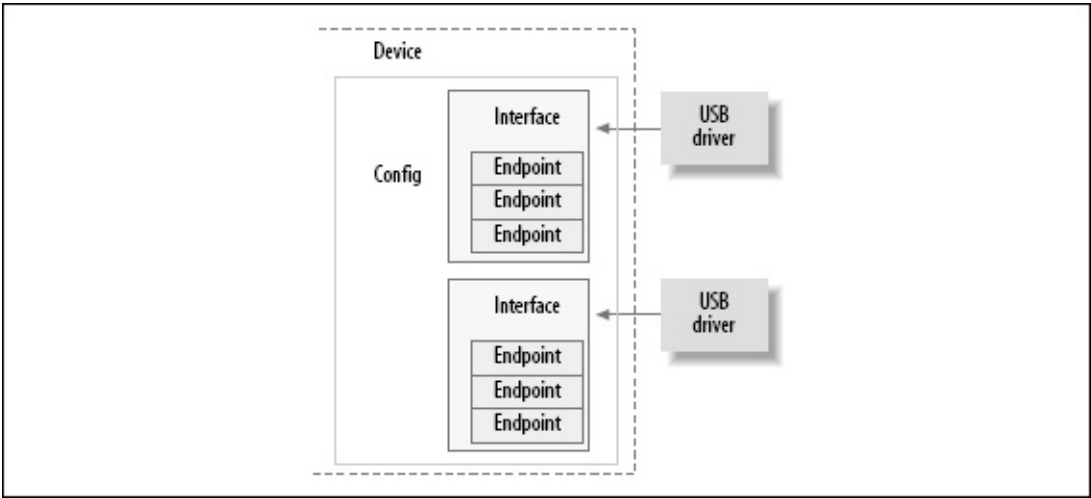 Device
Config
Interface
Endpoint
Endpoint
Endpoint
USB
driver
Interface
Endpoint
Endpoint
Endpoint
USB
driver